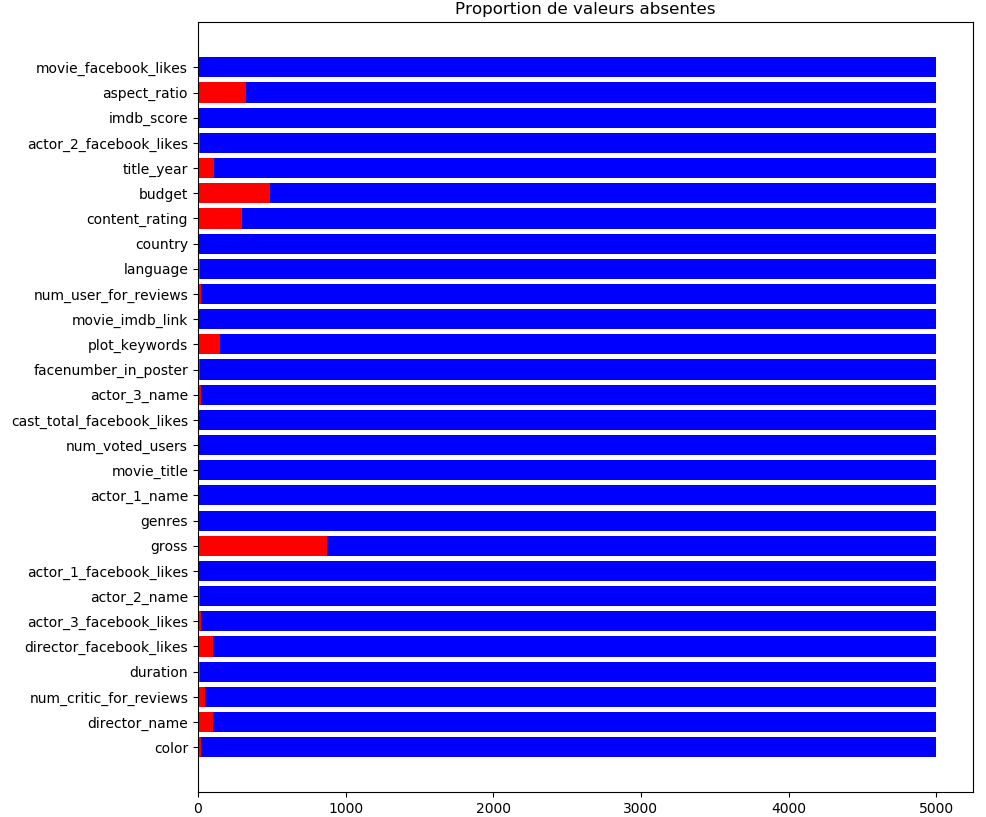 Proportion de valeurs absentes
movie_facebook_likes
aspect_ratio
imdb_score
actor_2_facebook_likes
title_year
budget
content_rating
country
language
num_user_for_reviews
movie_imdb_link
plot_keywords
facenumber_in_poster
actor_3_name
cast_total_facebook_likes
num_voted_users
movie_title
actor_1_name
genres
gross
actor_1_facebook_likes
actor_2_name
actor_3_facebook_likes
director_facebook_likes
duration
num_critic_for_reviews
director_name
color
0 1000 2000 3000 4000 5000